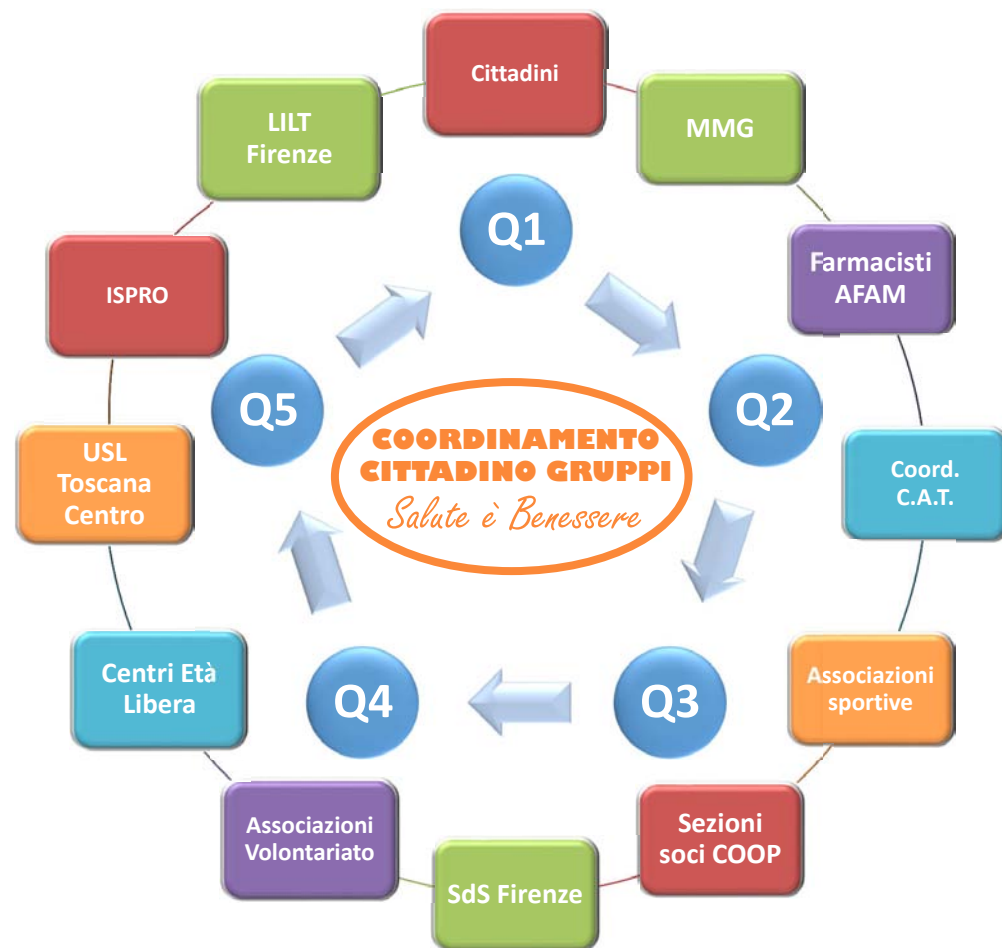 Cittadini
MMG
LILT
Firenze
Q1
Farmacisti
AFAM
ISPRO
Q5
Q2
COORDINAMENTO
CITTADINO GRUPPI
Salute è Benessere
USL
Toscana
Centro
Coord.
C.A.T.
Centri Età
Libera
Q4
Q3
Associazioni
sportive
Associazioni
Volontariato
Sezioni
soci COOP
SdS Firenze